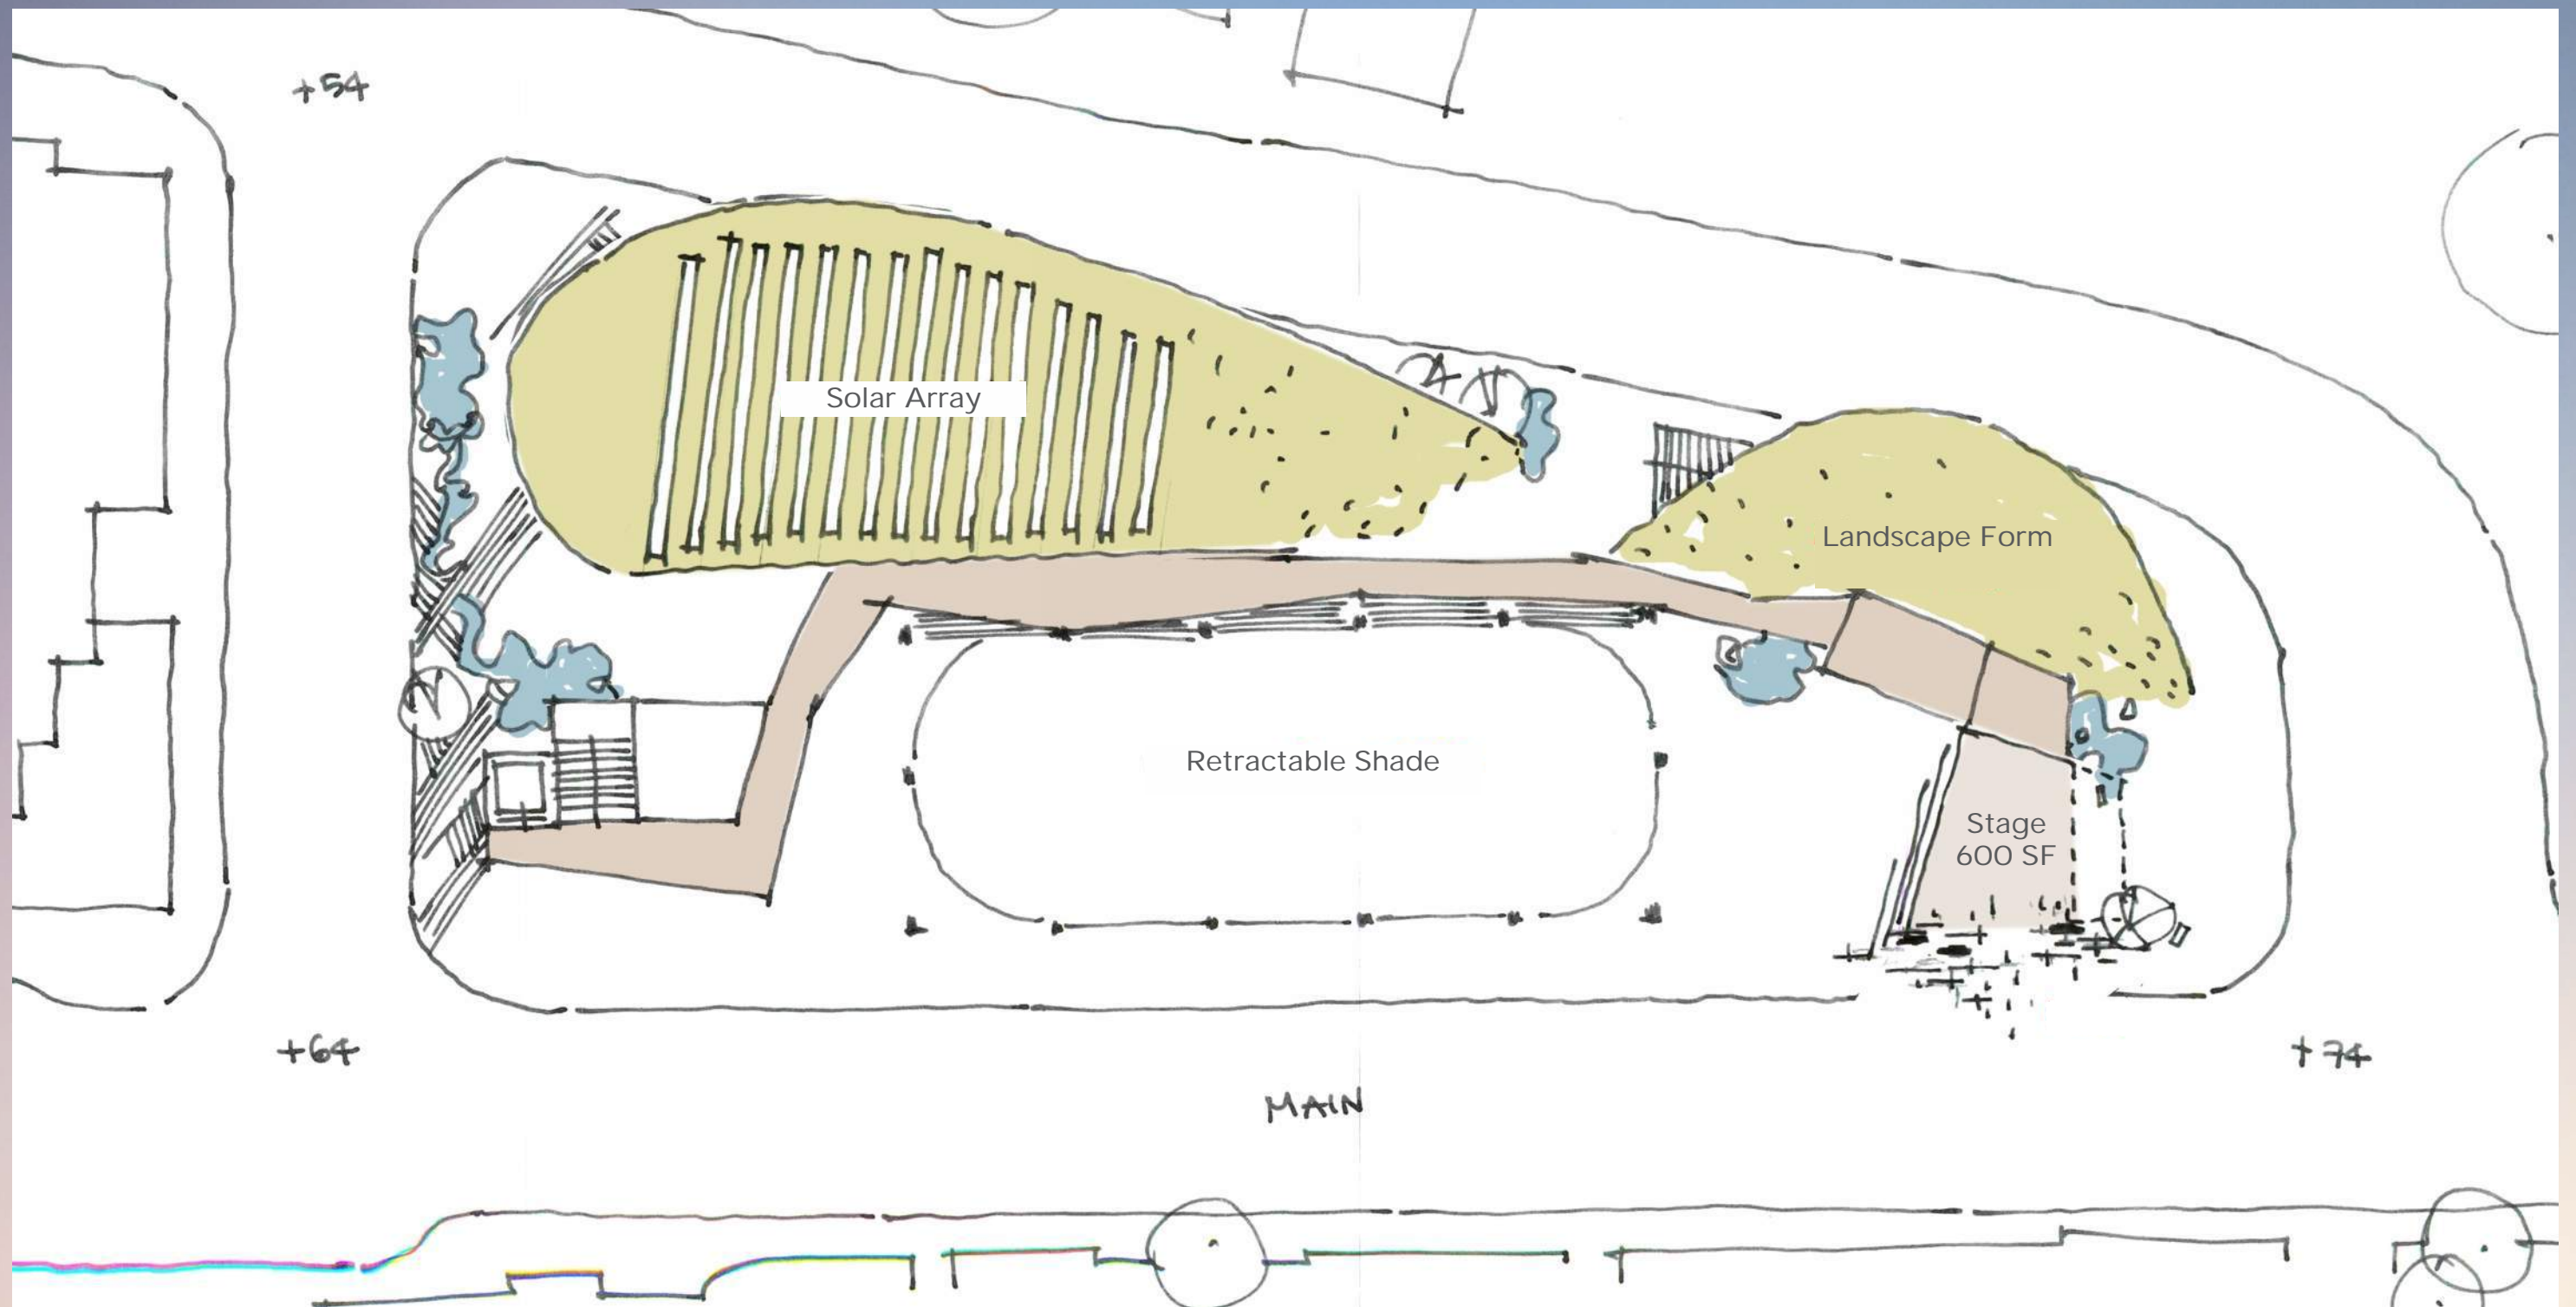 +54
Solar Array
Landscape Form
Retractable Shade
Stage
600 SF
+64
+74
MAIN